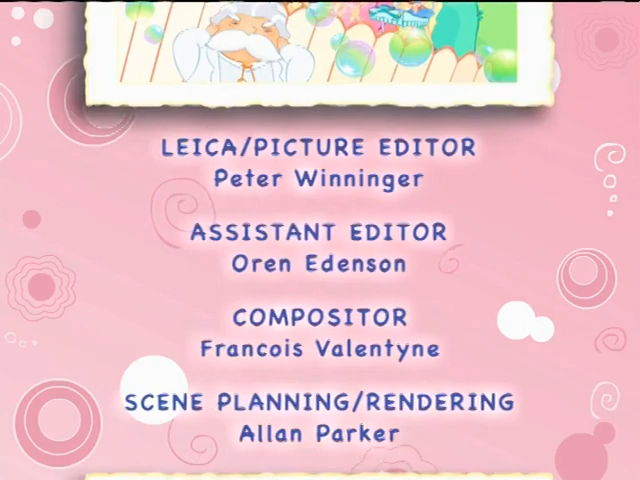 LEICA/PICTURE EDITOR
Peter Winninger
ASSISTANT EDITOR
Oren Edenson
COMPOSITOR
Francois Valentyne
SCENE PLANNING/RENDERING
Allan Parker